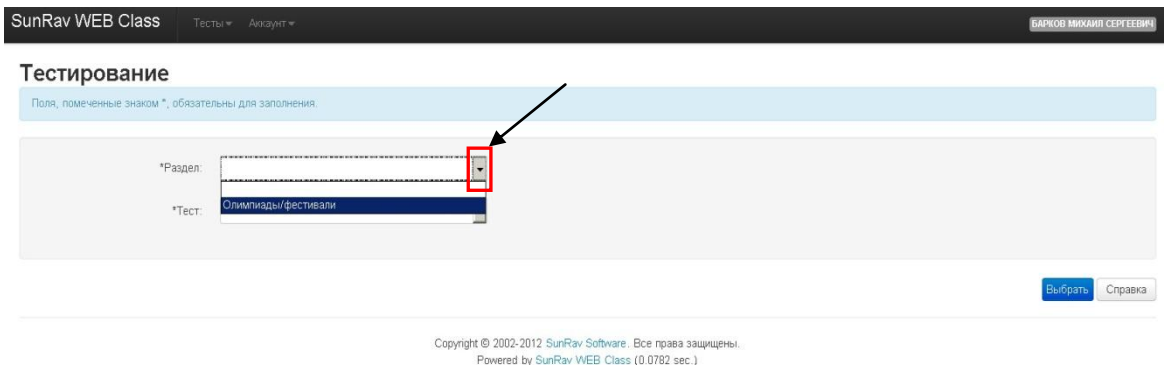 SunRav WEB Class Тесты Аккаунт БАРКОВ МИХАИЛ СЕРГЕЕВИЧ
Тестирование
Поля, помеченные знаком *, обязательны для заполнения.
*Раздел:
Олимпиады/фестивали
*Тест:
Выбрать Справка
Copyright © 2002-2012 SunRav Software. Все права защищены.
Powered by SunRav WEB Class (0.0782 sec.)